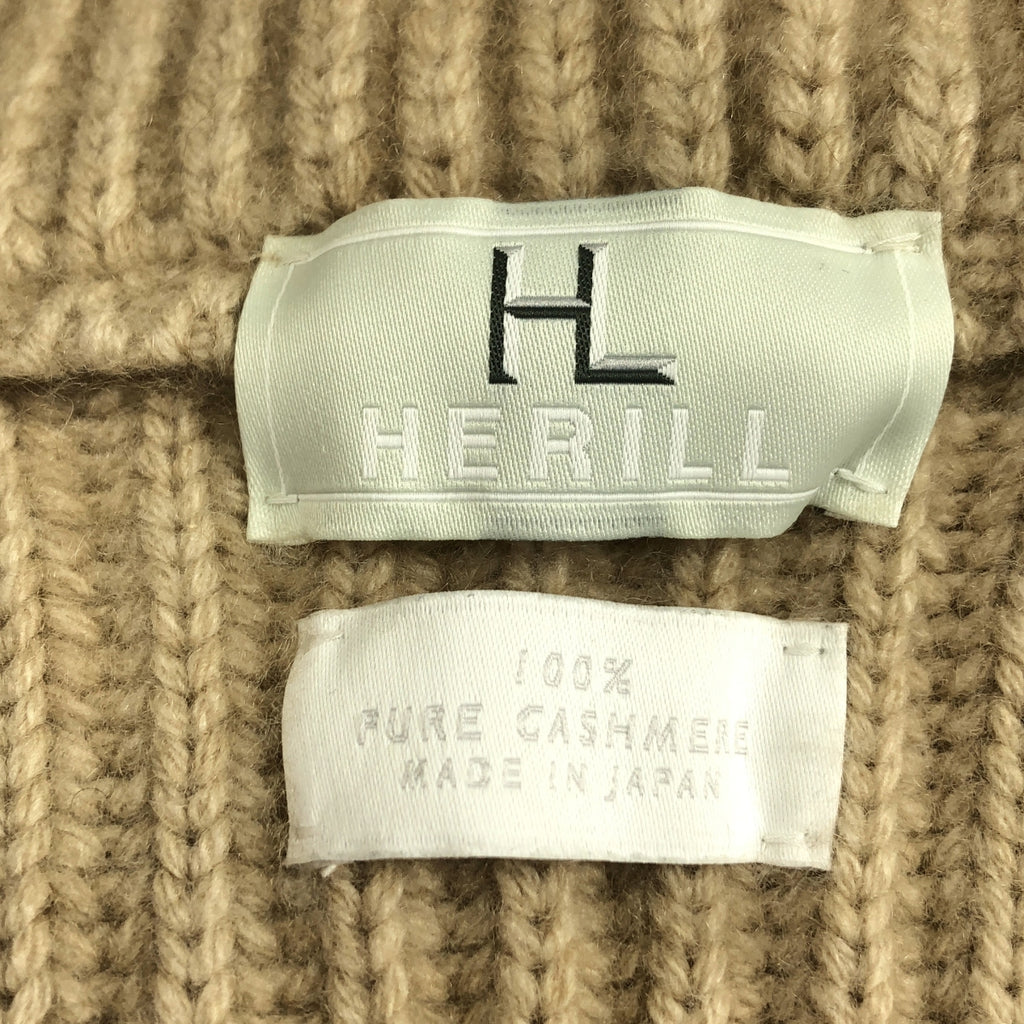 HL
HERILL
100%
PURE CASHMERE
MADE IN JAPAN